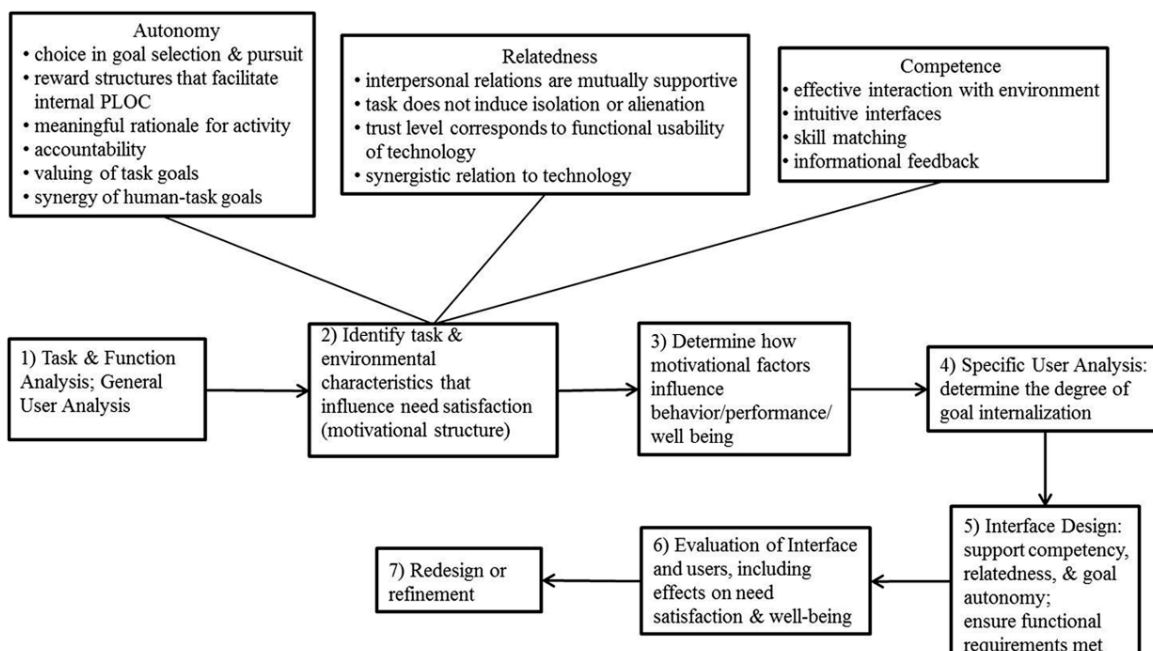 Autonomy
• choice in goal selection & pursuit
• reward structures that facilitate
internal PLOC
• meaningful rationale for activity
• accountability
• valuing of task goals
• synergy of human-task goals
Relatedness
• interpersonal relations are mutually supportive
• task does not induce isolation or alienation
• trust level corresponds to functional usability
of technology
• synergistic relation to technology
Competence
• effective interaction with environment
• intuitive interfaces
• skill matching
• informational feedback
1) Task & Function
Analysis; General
User Analysis
2) Identify task &
environmental
characteristics that
influence need satisfaction
(motivational structure)
3) Determine how
motivational factors
influence
behavior/performance/
well being
4) Specific User Analysis:
determine the degree of
goal internalization
5) Interface Design:
support competency,
relatedness, & goal
autonomy;
ensure functional
requirements met
6) Evaluation of Interface
and users, including
effects on need
satisfaction & well-being
7) Redesign or
refinement